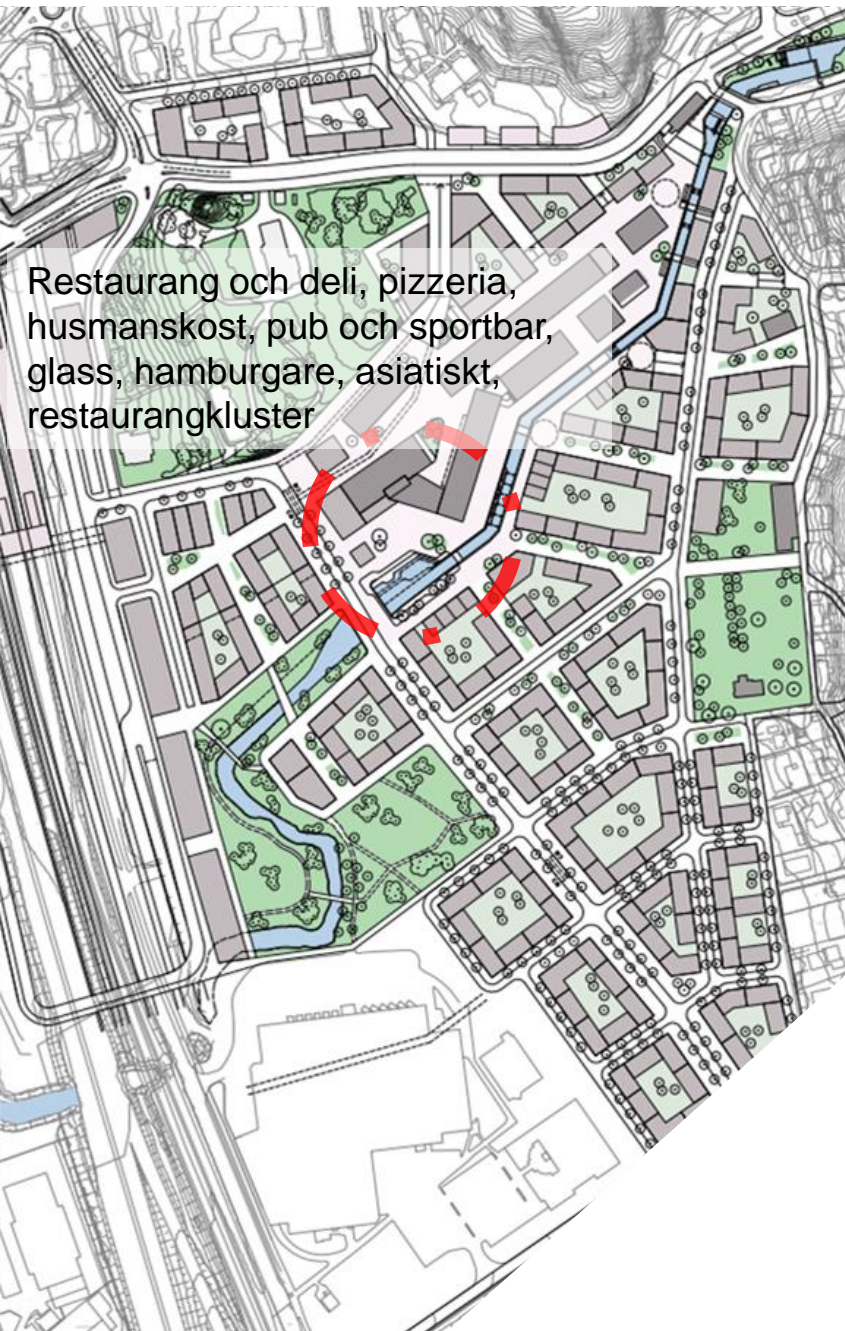 Restaurang och deli, pizzeria,
husmanskost, pub och sportbar,
glass, hamburgare, asiatiskt,
restaurangkluster